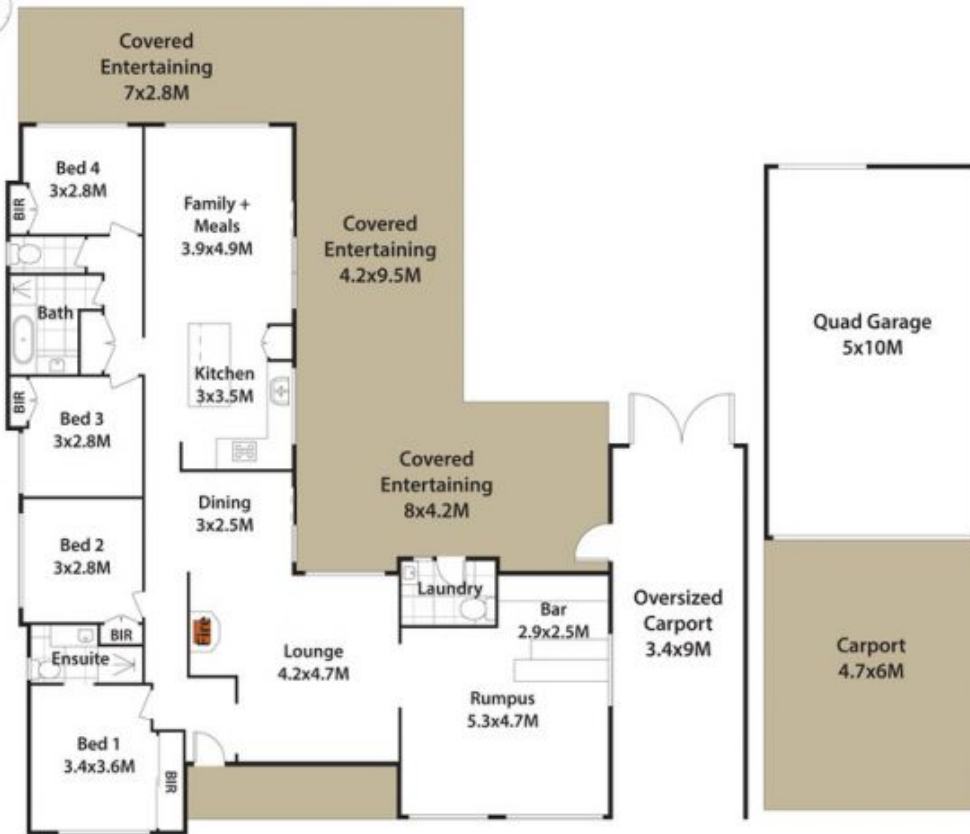 Covered
Entertaining
7x2.8M
Bed 4
3x2.8M
BIR
Family +
Meals
3.9x4.9M
Covered
Entertaining
4.2x9.5M
Bath
Quad Garage
5x10M
Kitchen
3x3.5M
BIR
Bed 3
3x2.8M
Covered
Entertaining
8x4.2M
Dining
3x2.5M
Bed 2
3x2.8M
BIR
Laundry
Bar
2.9x2.5M
Oversized
Carport
3.4x9M
Carport
4.7x6M
Fire
Ensuite
Lounge
4.2x4.7M
Rumpus
5.3x4.7M
Bed 1
3.4x3.6M
BIR